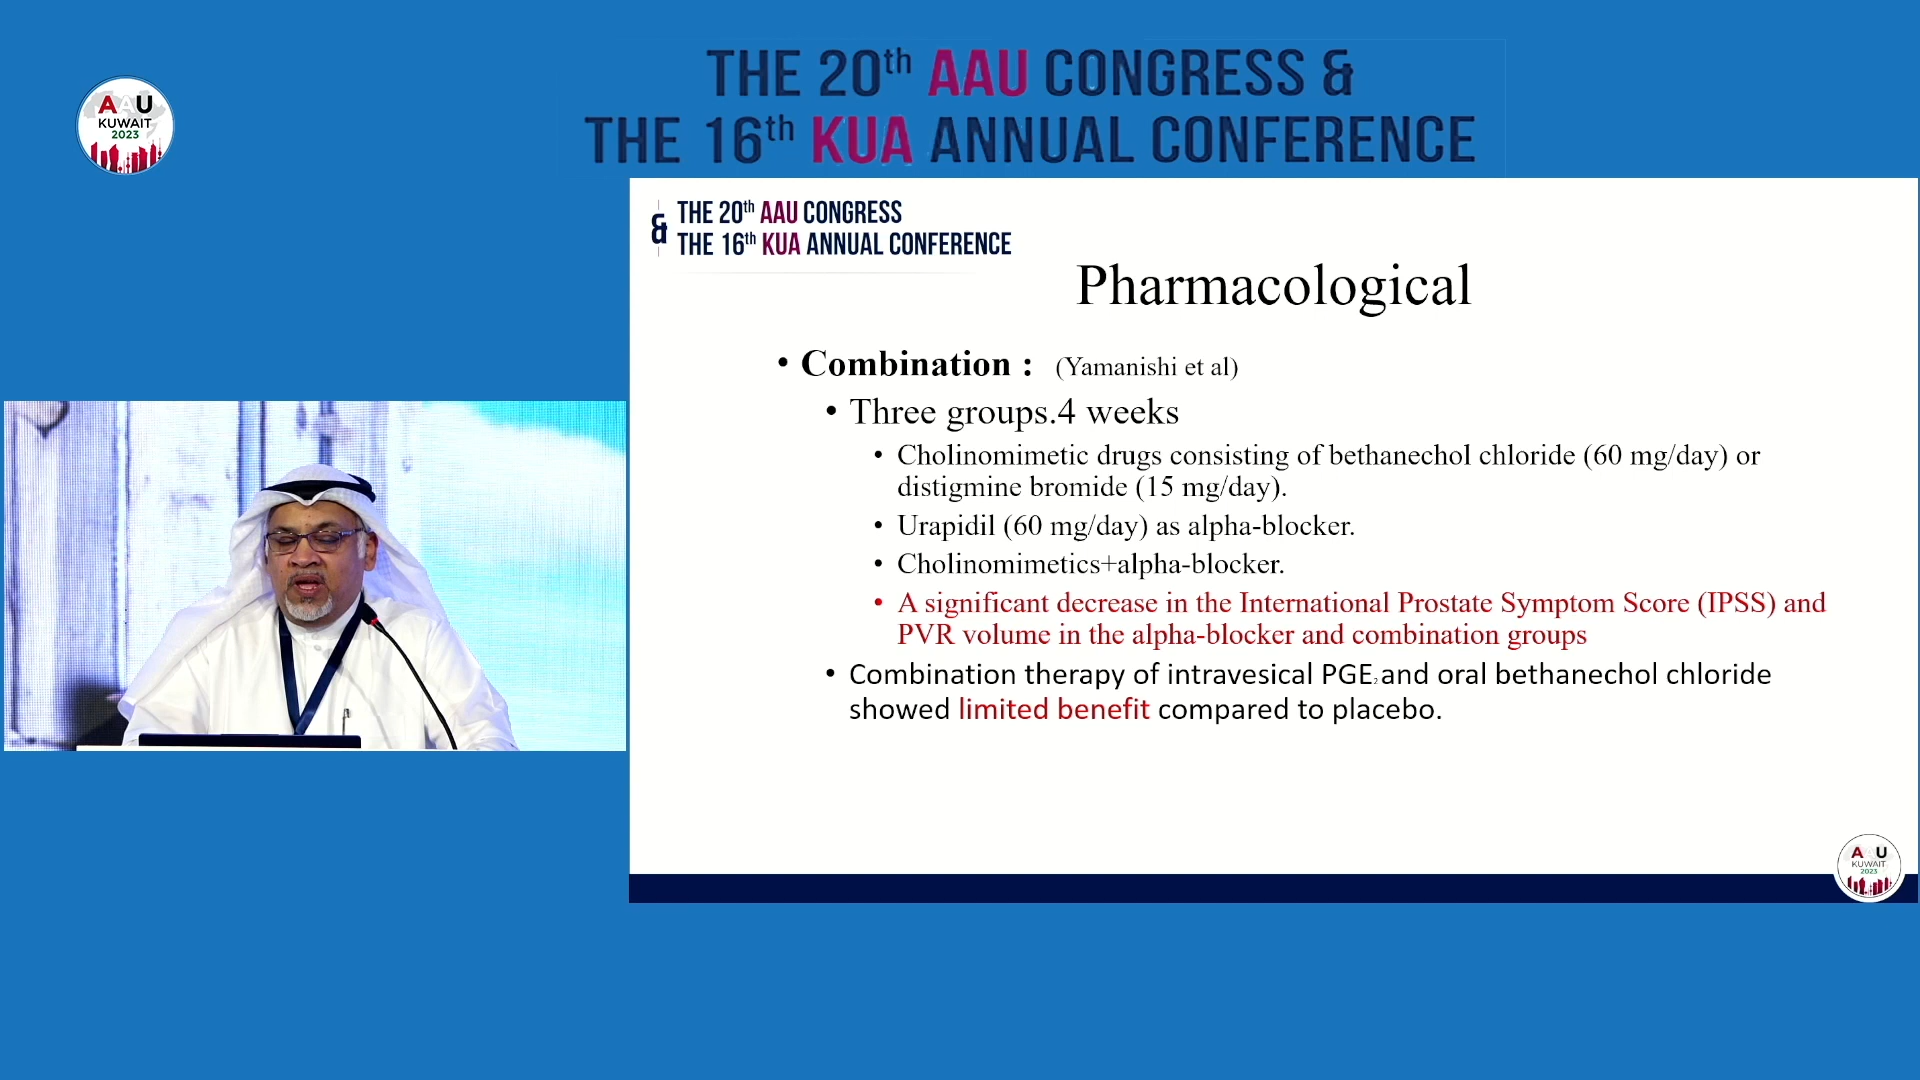 A A U
KUWAIT
2023
THE 20th AAU CONGRESS &
THE 16th KUA ANNUAL CONFERENCE
& THE 20th AAU CONGRESS
THE 16th KUA ANNUAL CONFERENCE
Pharmacological
• Combination : (Yamanishi et al)
• Three groups.4 weeks
• Cholinomimetic drugs consisting of bethanechol chloride (60 mg/day) or
distigmine bromide (15 mg/day).
• Urapidil (60 mg/day) as alpha-blocker.
• Cholinomimetics+alpha-blocker.
• A significant decrease in the International Prostate Symptom Score (IPSS) and
PVR volume in the alpha-blocker and combination groups
• Combination therapy of intravesical PGE₂ and oral bethanechol chloride
showed limited benefit compared to placebo.
A A U
KUWAIT
2023